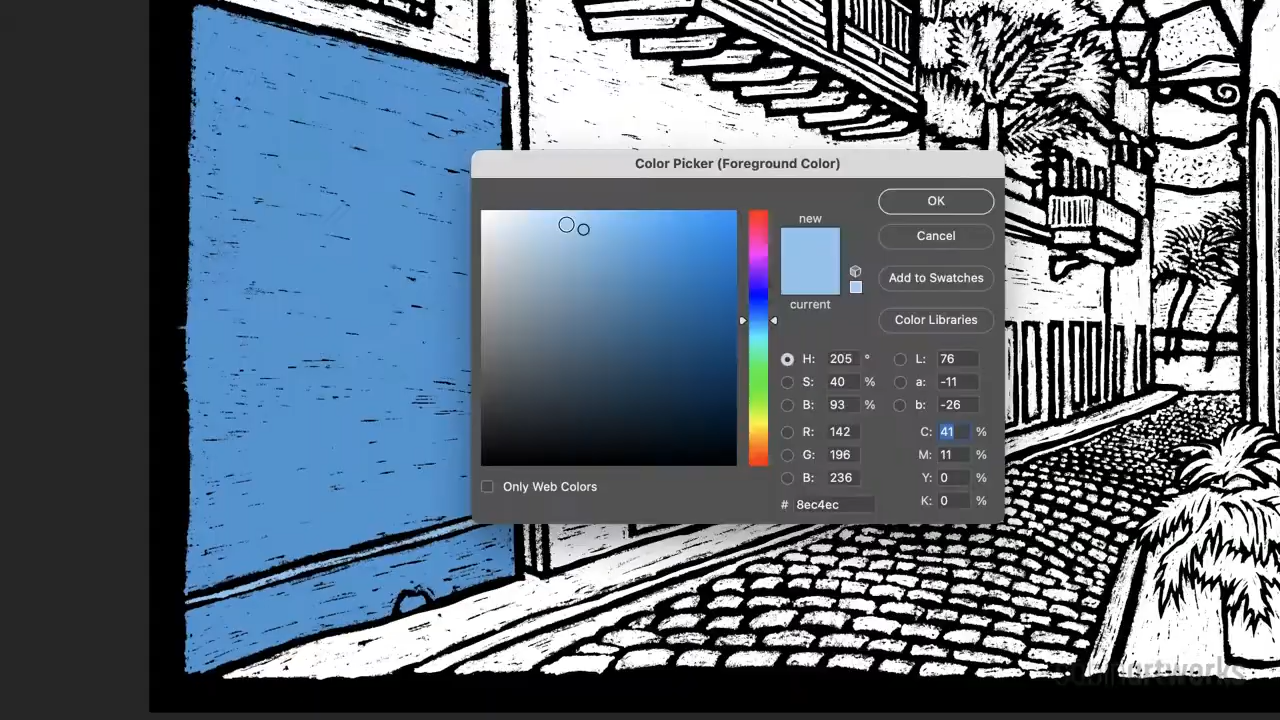 Color Picker (Foreground Color)
new
current
OK
Cancel
Add to Swatches
Color Libraries
H: 205 °
S: 40 %
B: 93 %
R: 142
G: 196
B: 236
# 8ec4ec
L: 76
a: -11
b: -26
C: 41 %
M: 11 %
Y: 0 %
K: 0 %
Only Web Colors